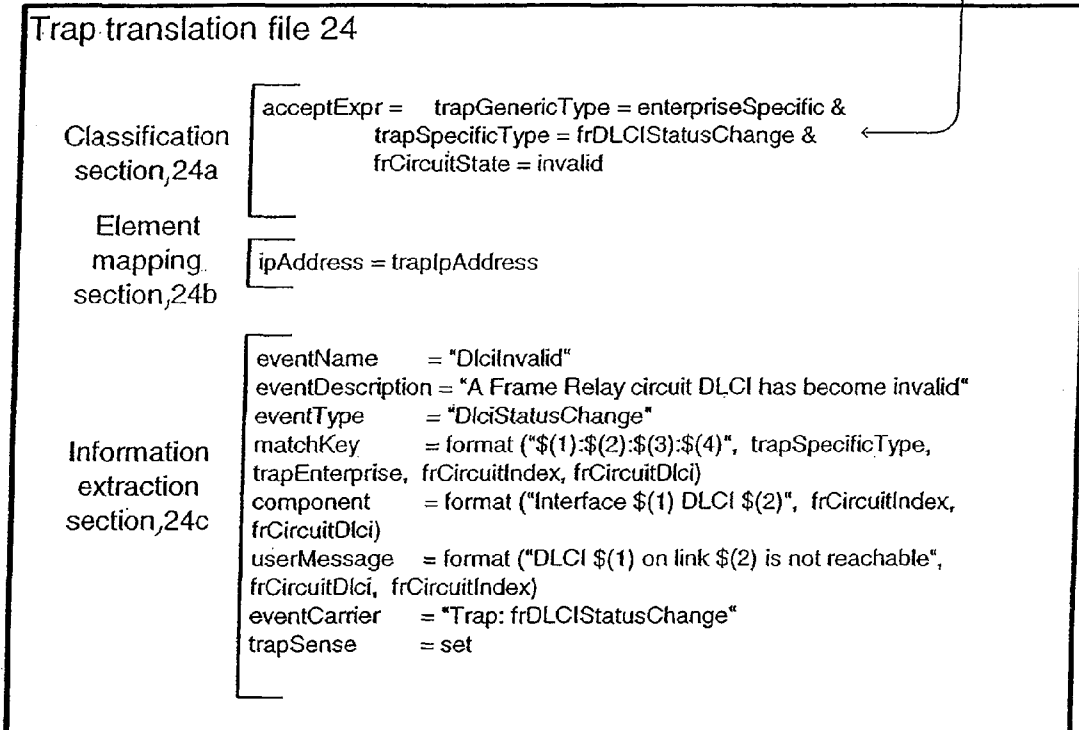 Trap translation file 24
Classification
section,24a
acceptExpr = trapGenericType = enterpriseSpecific &
trapSpecificType = frDLCIStatusChange &
frCircuitState = invalid
Element
mapping
section,24b
ipAddress = trapIpAddress
Information
extraction
section,24c
eventName = "DlciInvalid"
eventDescription = "A Frame Relay circuit DLCI has become invalid"
eventType = "DlciStatusChange"
matchKey = format ("$(1):$(2):$(3):$(4)", trapSpecificType,
trapEnterprise, frCircuitIndex, frCircuitDlci)
component = format ("Interface $(1) DLCI $(2)", frCircuitIndex,
frCircuitDlci)
userMessage = format ("DLCI $(1) on link $(2) is not reachable",
frCircuitDlci, frCircuitIndex)
eventCarrier = "Trap: frDLCIStatusChange"
trapSense = set